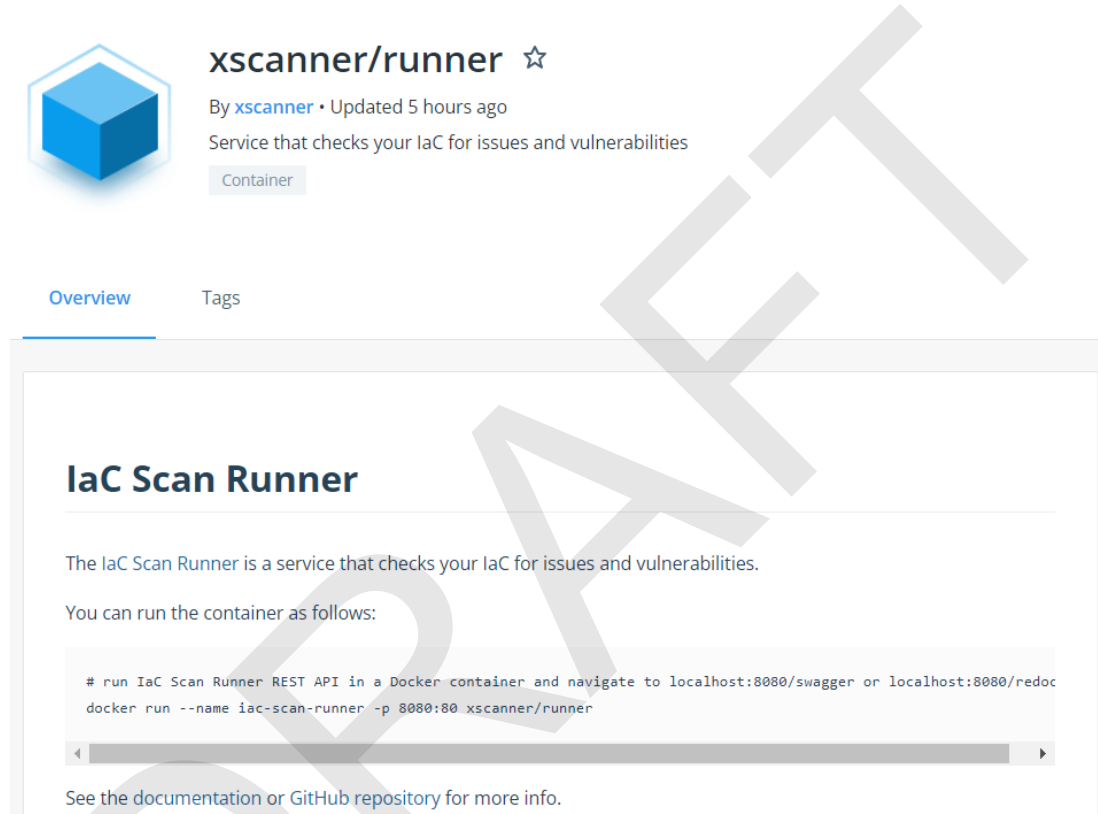 xscanner/runner
By xscanner • Updated 5 hours ago
Service that checks your IaC for issues and vulnerabilities
Container
Overview Tags
IaC Scan Runner
The IaC Scan Runner is a service that checks your IaC for issues and vulnerabilities.
You can run the container as follows:
# run IaC Scan Runner REST API in a Docker container and navigate to localhost:8080/swagger or localhost:8080/redoc
docker run --name iac-scan-runner -p 8080:80 xscanner/runner
See the documentation or GitHub repository for more info.
DRAFT